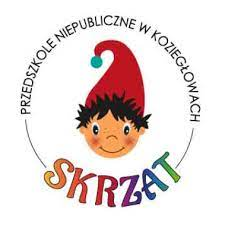 PRZEDSZKOLE NIEPUBLICZNE W KOZIEGŁOWACH
SKRZAT